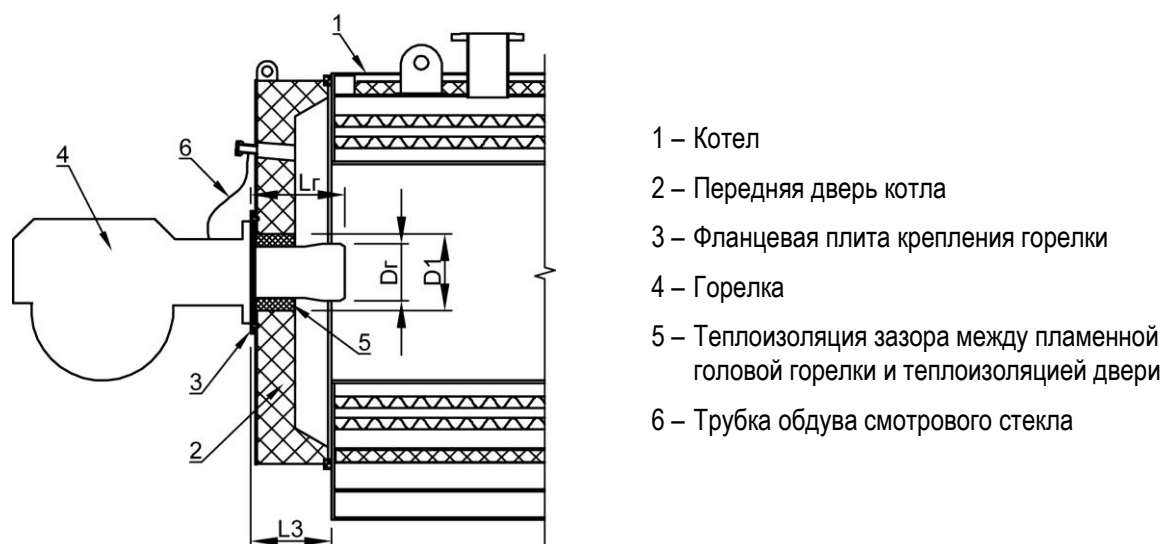 1
4
6
Lг
Dг
D1
5
3
2
L3
1 – Котел
2 – Передняя дверь котла
3 – Фланцевая плита крепления горелки
4 – Горелка
5 – Теплоизоляция зазора между пламенной
головой горелки и теплоизоляцией двери
6 – Трубка обдува смотрового стекла